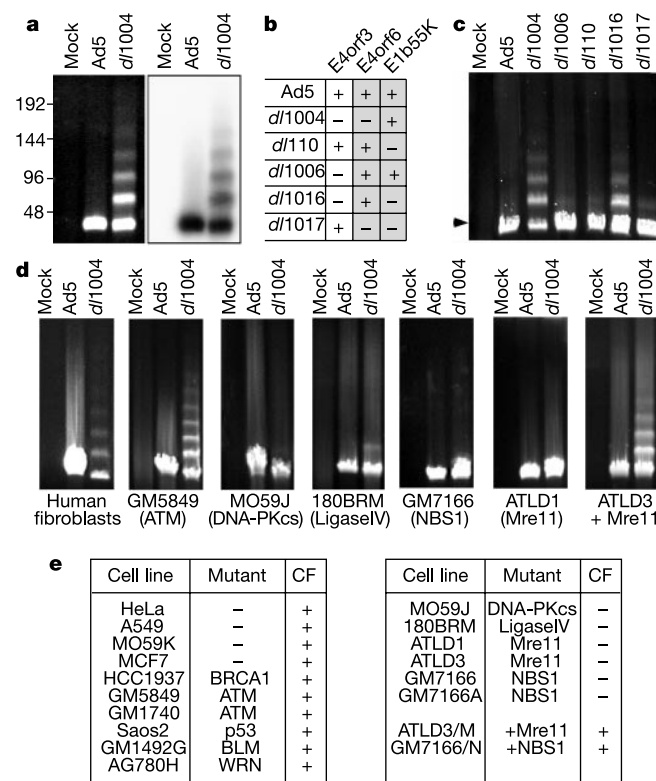 a
Mock
Ad5
dl1004
Mock
Ad5
dl1004
192
144
96
48
b
E4orf3
E4orf6
E1b55K
Ad5 + + +
dl1004 – – +
dl110 + + –
dl1006 – + +
dl1016 – + –
dl1017 + – –
c
Mock
Ad5
dl1004
dl1006
dl110
dl1016
dl1017
d
Mock
Ad5
dl1004
Mock
Ad5
dl1004
Mock
Ad5
dl1004
Mock
Ad5
dl1004
Mock
Ad5
dl1004
Mock
Ad5
dl1004
Mock
Ad5
dl1004
Human
fibroblasts
GM5849
(ATM)
MO59J
(DNA-PKcs)
180BRM
(LigaseIV)
GM7166
(NBS1)
ATLD1
(Mre11)
ATLD3
+ Mre11
e
Cell line Mutant CF
HeLa – +
A549 – +
MO59K – +
MCF7 – +
HCC1937 BRCA1 +
GM5849 ATM +
GM1740 ATM +
Saos2 p53 +
GM1492G BLM +
AG780H WRN +
Cell line Mutant CF
MO59J DNA-PKcs –
180BRM LigaseIV –
ATLD1 Mre11 –
ATLD3 Mre11 –
GM7166 NBS1 –
GM7166A NBS1 –
ATLD3/M +Mre11 +
GM7166/N +NBS1 +